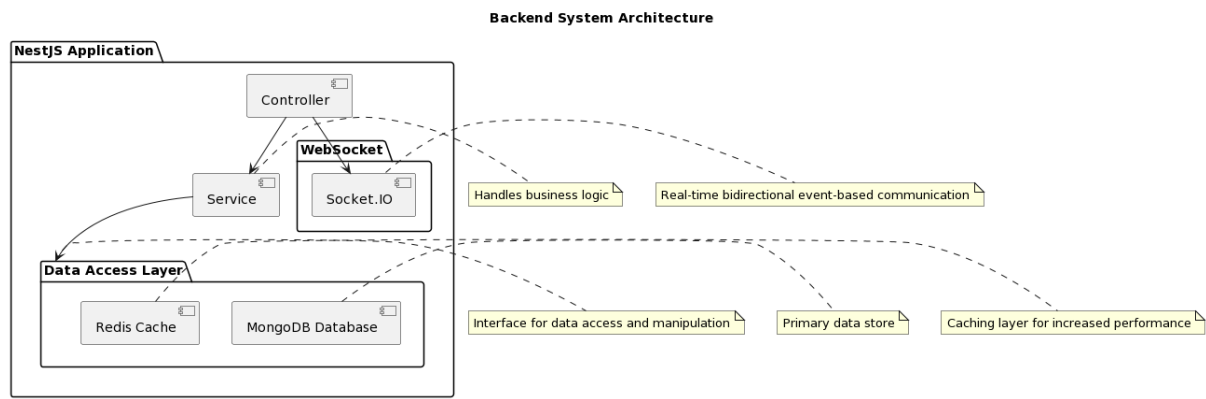 Backend System Architecture
NestJS Application
Controller
WebSocket
Service
Socket.IO
Handles business logic
Real-time bidirectional event-based communication
Data Access Layer
Redis Cache
MongoDB Database
Interface for data access and manipulation
Primary data store
Caching layer for increased performance